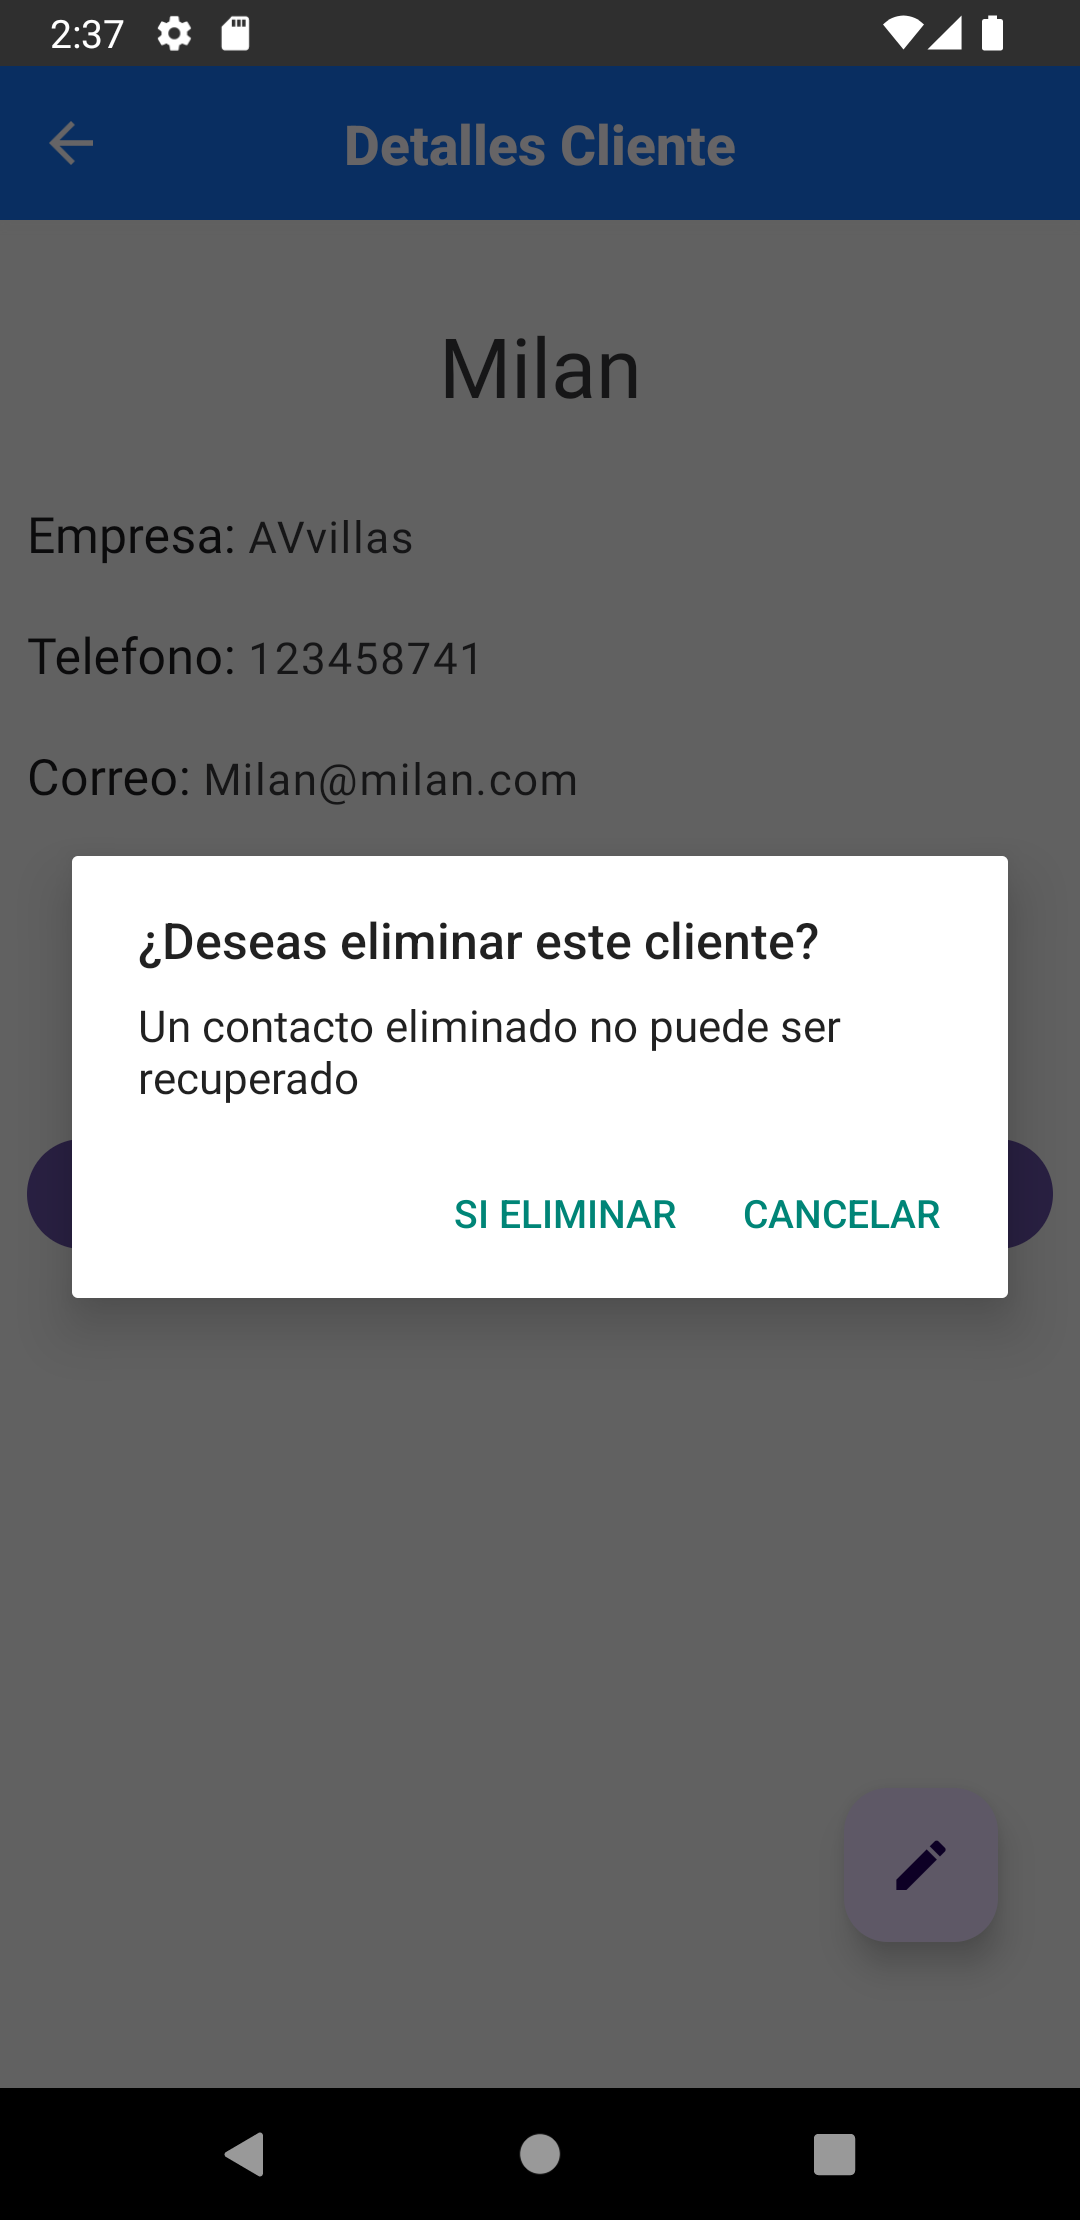 2:37
Detalles Cliente
Milan
Empresa: AVvillas
Telefono: 123458741
Correo: Milan@milan.com
¿Deseas eliminar este cliente?
Un contacto eliminado no puede ser
recuperado
SI ELIMINAR CANCELAR